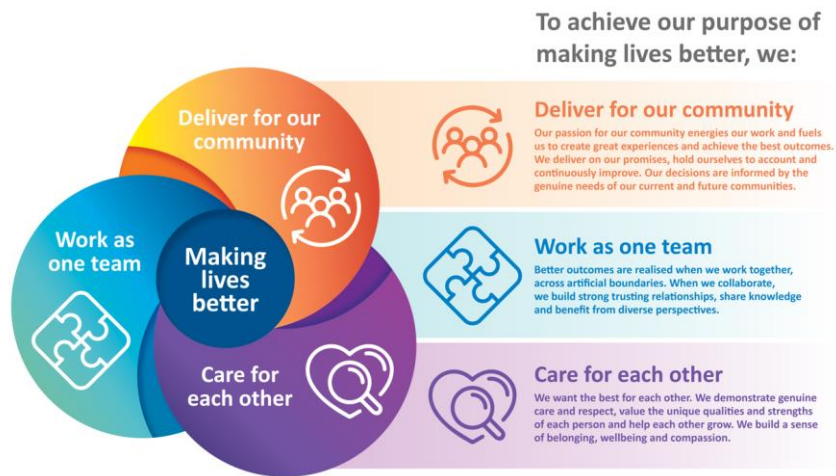 To achieve our purpose of
making lives better, we:
Deliver for our
community
Work as
one team
Making
lives
better
Care for
each other
Deliver for our community
Our passion for our community energies our work and fuels
us to create great experiences and achieve the best outcomes.
We deliver on our promises, hold ourselves to account and
continuously improve. Our decisions are informed by the
genuine needs of our current and future communities.
Work as one team
Better outcomes are realised when we work together,
across artificial boundaries. When we collaborate,
we build strong trusting relationships, share knowledge
and benefit from diverse perspectives.
Care for each other
We want the best for each other. We demonstrate genuine
care and respect, value the unique qualities and strengths
of each person and help each other grow. We build a sense
of belonging, wellbeing and compassion.